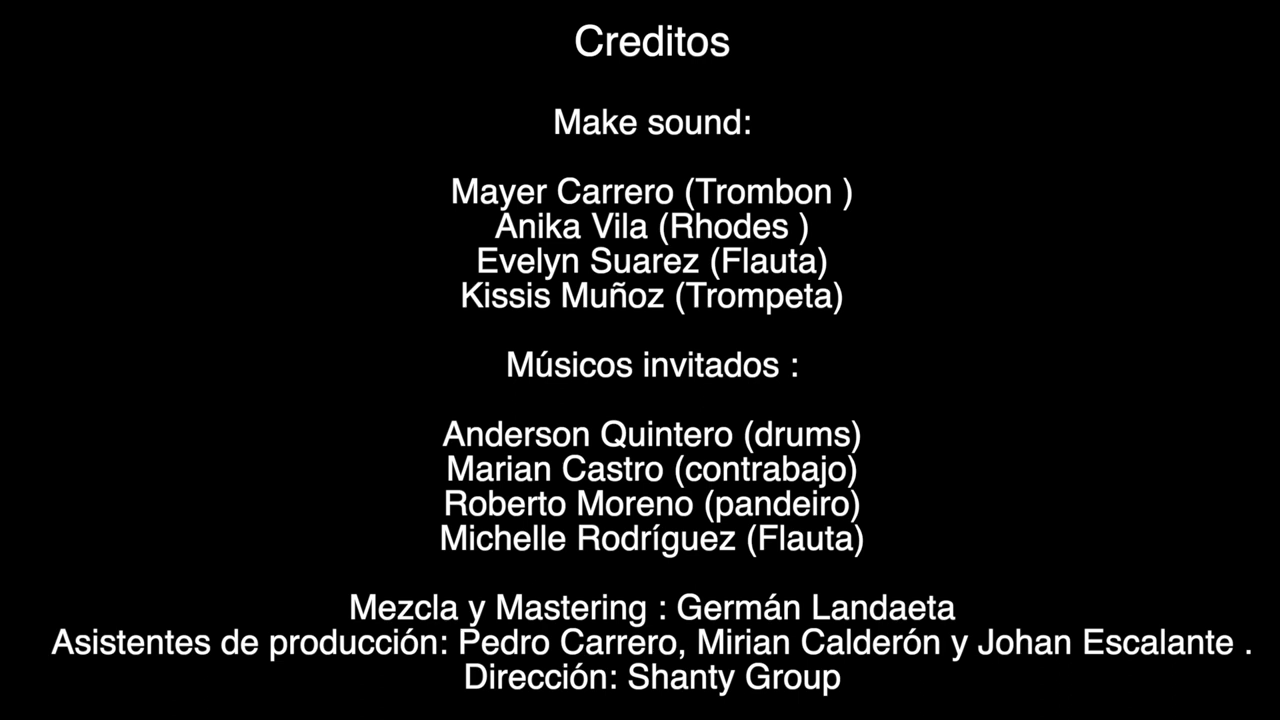 Creditos
Make sound:
Mayer Carrero (Trombon )
Anika Vila (Rhodes )
Evelyn Suarez (Flauta)
Kissis Muñoz (Trompeta)
Músicos invitados :
Anderson Quintero (drums)
Marian Castro (contrabajo)
Roberto Moreno (pandeiro)
Michelle Rodríguez (Flauta)
Mezcla y Mastering : Germán Landaeta
Asistentes de producción: Pedro Carrero, Mirian Calderón y Johan Escalante .
Dirección: Shanty Group